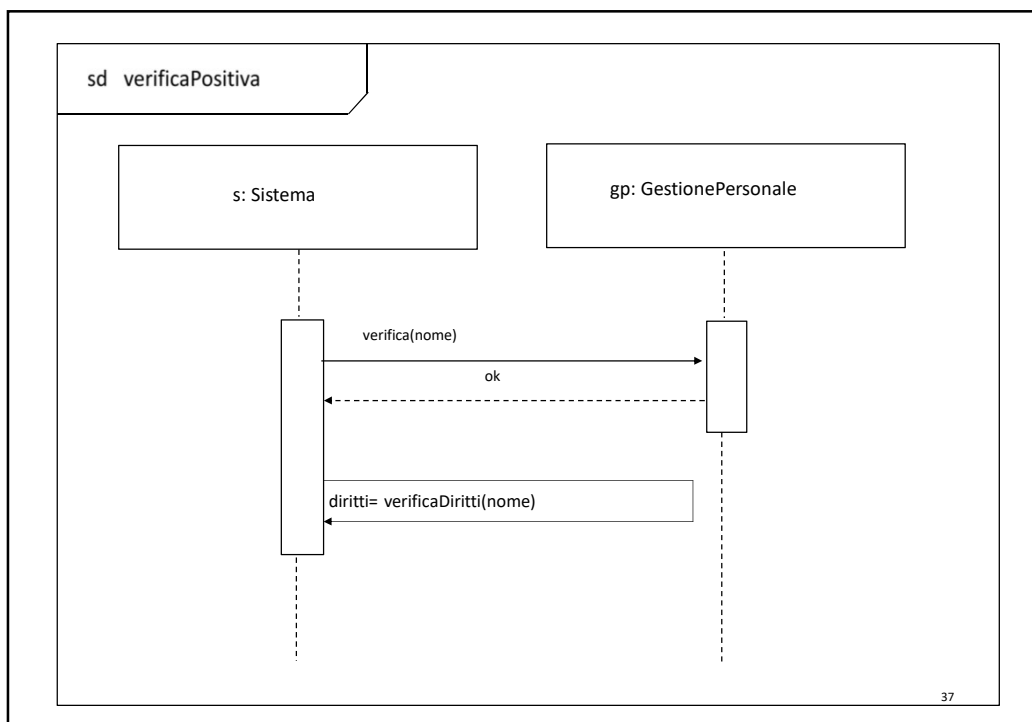 sd verificaPositiva
s: Sistema
gp: GestionePersonale
verifica(nome)
ok
diritti= verificaDiritti(nome)
37